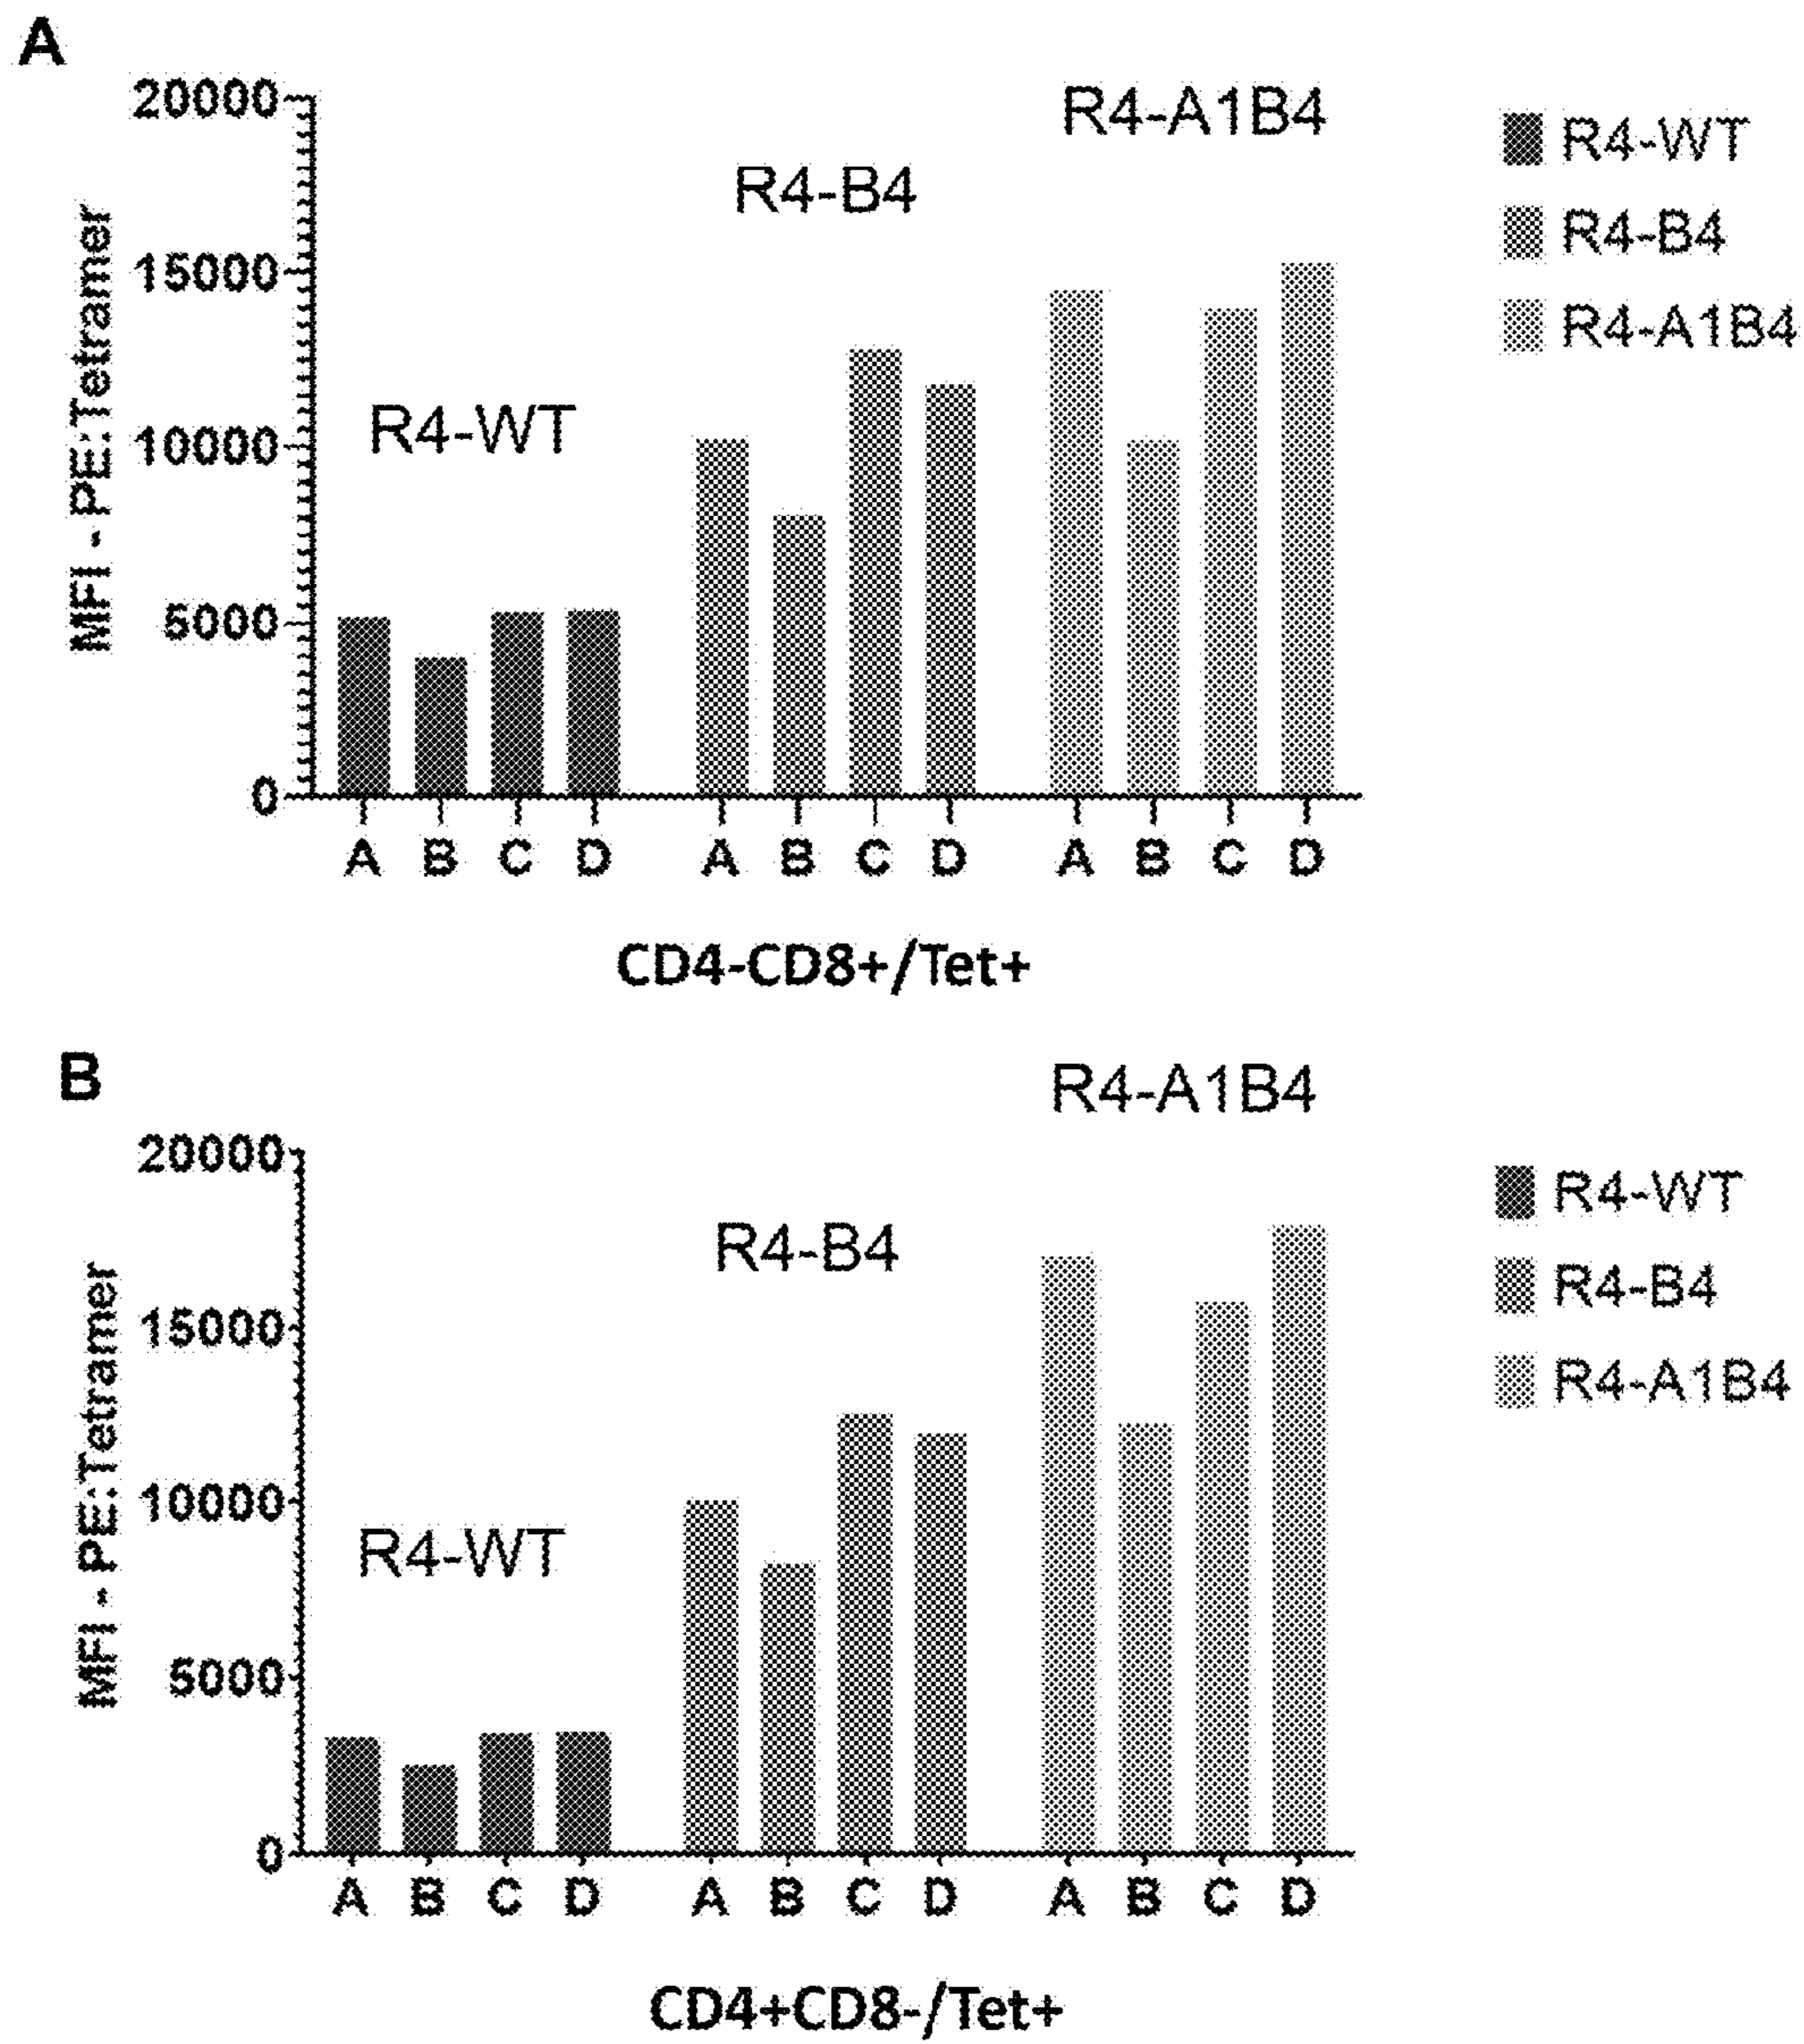 A
20000
15000
10000
5000
0
MFI - PE:Tetramer
R4-WT
R4-B4
R4-A1B4
R4-WT
R4-B4
R4-A1B4
A B C D A B C D A B C D
CD4-CD8+/Tet+
B
20000
15000
10000
5000
0
MFI - PE:Tetramer
R4-WT
R4-B4
R4-A1B4
R4-WT
R4-B4
R4-A1B4
A B C D A B C D A B C D
CD4+CD8-/Tet+